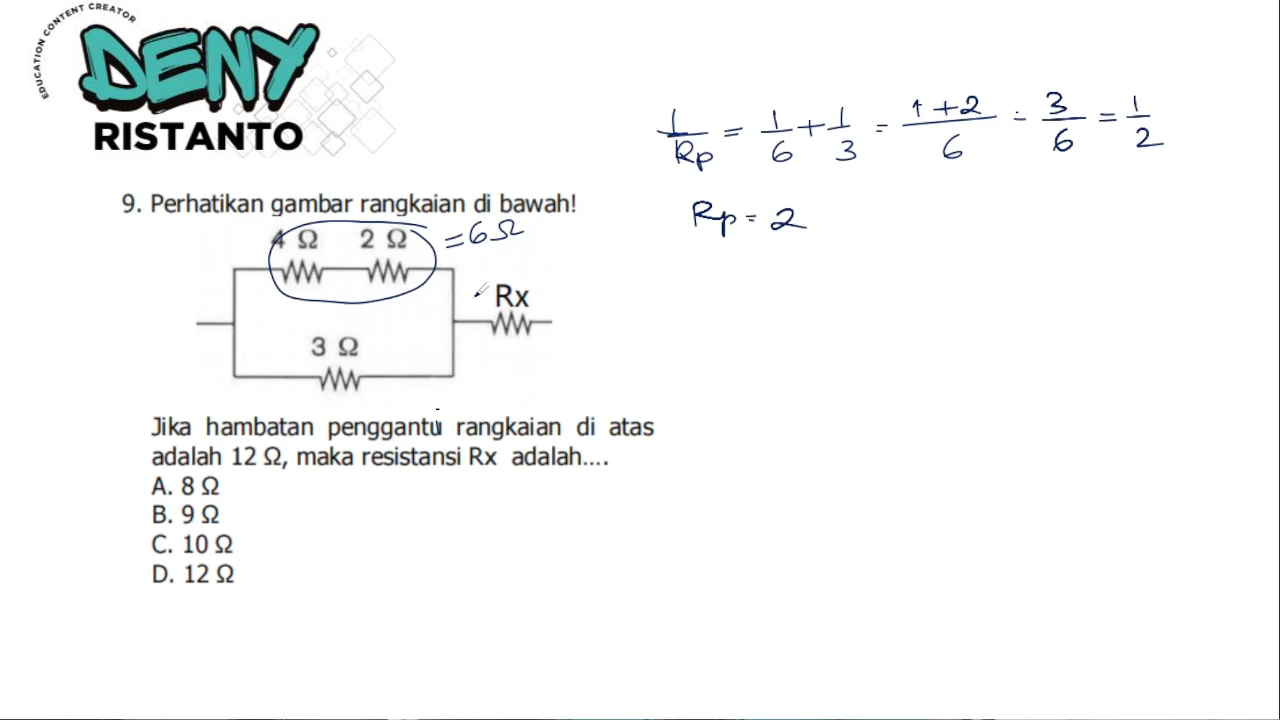 EDUCATION CONTENT CREATOR
DENY
RISTANTO
1/Rp = 1/6 + 1/3 = 1+2/6 = 3/6 = 1/2
Rp = 2
9. Perhatikan gambar rangkaian di bawah!
4 Ω 2 Ω = 6Ω
Rx
3 Ω
Jika hambatan pengganti rangkaian di atas
adalah 12 Ω, maka resistansi Rx adalah....
A. 8 Ω
B. 9 Ω
C. 10 Ω
D. 12 Ω